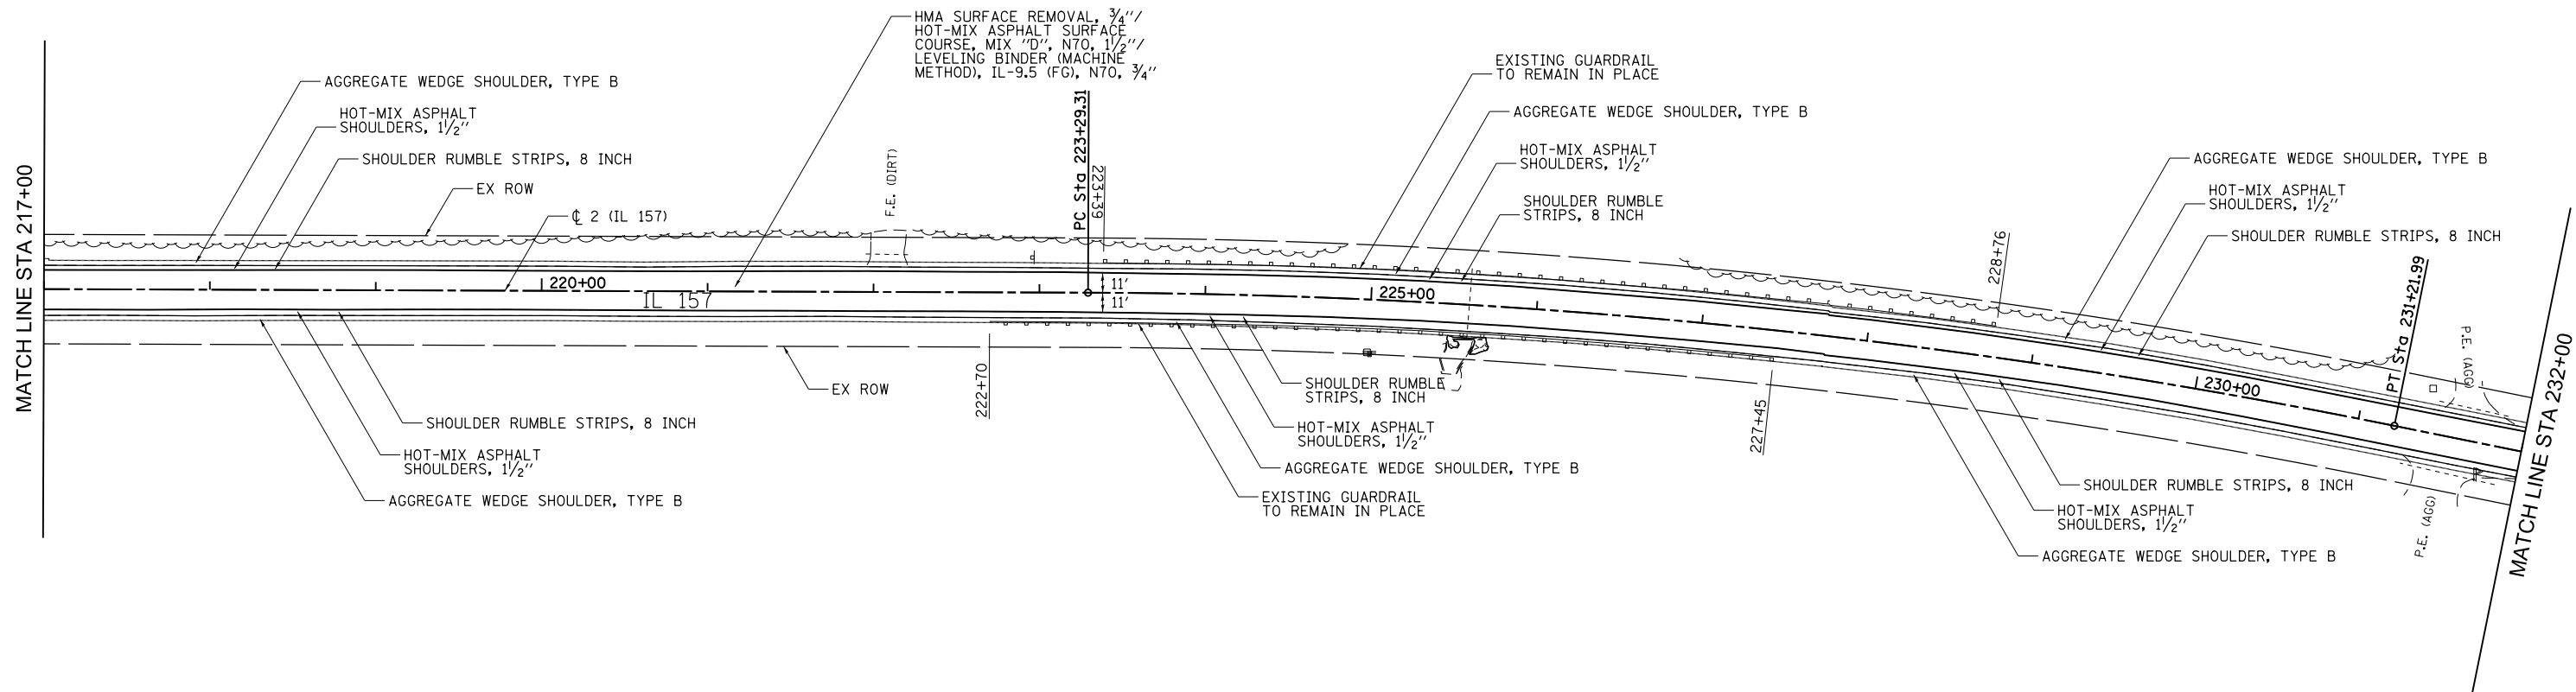 HMA SURFACE REMOVAL, 3/4"/
HOT-MIX ASPHALT SURFACE
COURSE, MIX "D", N70, 1 1/2"/
LEVELING BINDER (MACHINE
METHOD), IL-9.5 (FG), N70, 3/4"
AGGREGATE WEDGE SHOULDER, TYPE B
HOT-MIX ASPHALT
SHOULDERS, 1 1/2"
SHOULDER RUMBLE STRIPS, 8 INCH
EX ROW
℄ 2 (IL 157)
MATCH LINE STA 217+00
F.E. (DIRT)
PC Sta 223+29.31
223+39
EXISTING GUARDRAIL
TO REMAIN IN PLACE
AGGREGATE WEDGE SHOULDER, TYPE B
HOT-MIX ASPHALT
SHOULDERS, 1 1/2"
SHOULDER RUMBLE
STRIPS, 8 INCH
228+76
AGGREGATE WEDGE SHOULDER, TYPE B
HOT-MIX ASPHALT
SHOULDERS, 1 1/2"
SHOULDER RUMBLE STRIPS, 8 INCH
PT Sta 231+21.99
P.E. (AGG)
MATCH LINE STA 232+00
220+00
IL 157
11'
11'
225+00
230+00
EX ROW
222+70
SHOULDER RUMBLE STRIPS, 8 INCH
HOT-MIX ASPHALT
SHOULDERS, 1 1/2"
AGGREGATE WEDGE SHOULDER, TYPE B
SHOULDER RUMBLE
STRIPS, 8 INCH
HOT-MIX ASPHALT
SHOULDERS, 1 1/2"
AGGREGATE WEDGE SHOULDER, TYPE B
EXISTING GUARDRAIL
TO REMAIN IN PLACE
227+45
SHOULDER RUMBLE STRIPS, 8 INCH
HOT-MIX ASPHALT
SHOULDERS, 1 1/2"
AGGREGATE WEDGE SHOULDER, TYPE B
P.E. (AGG)